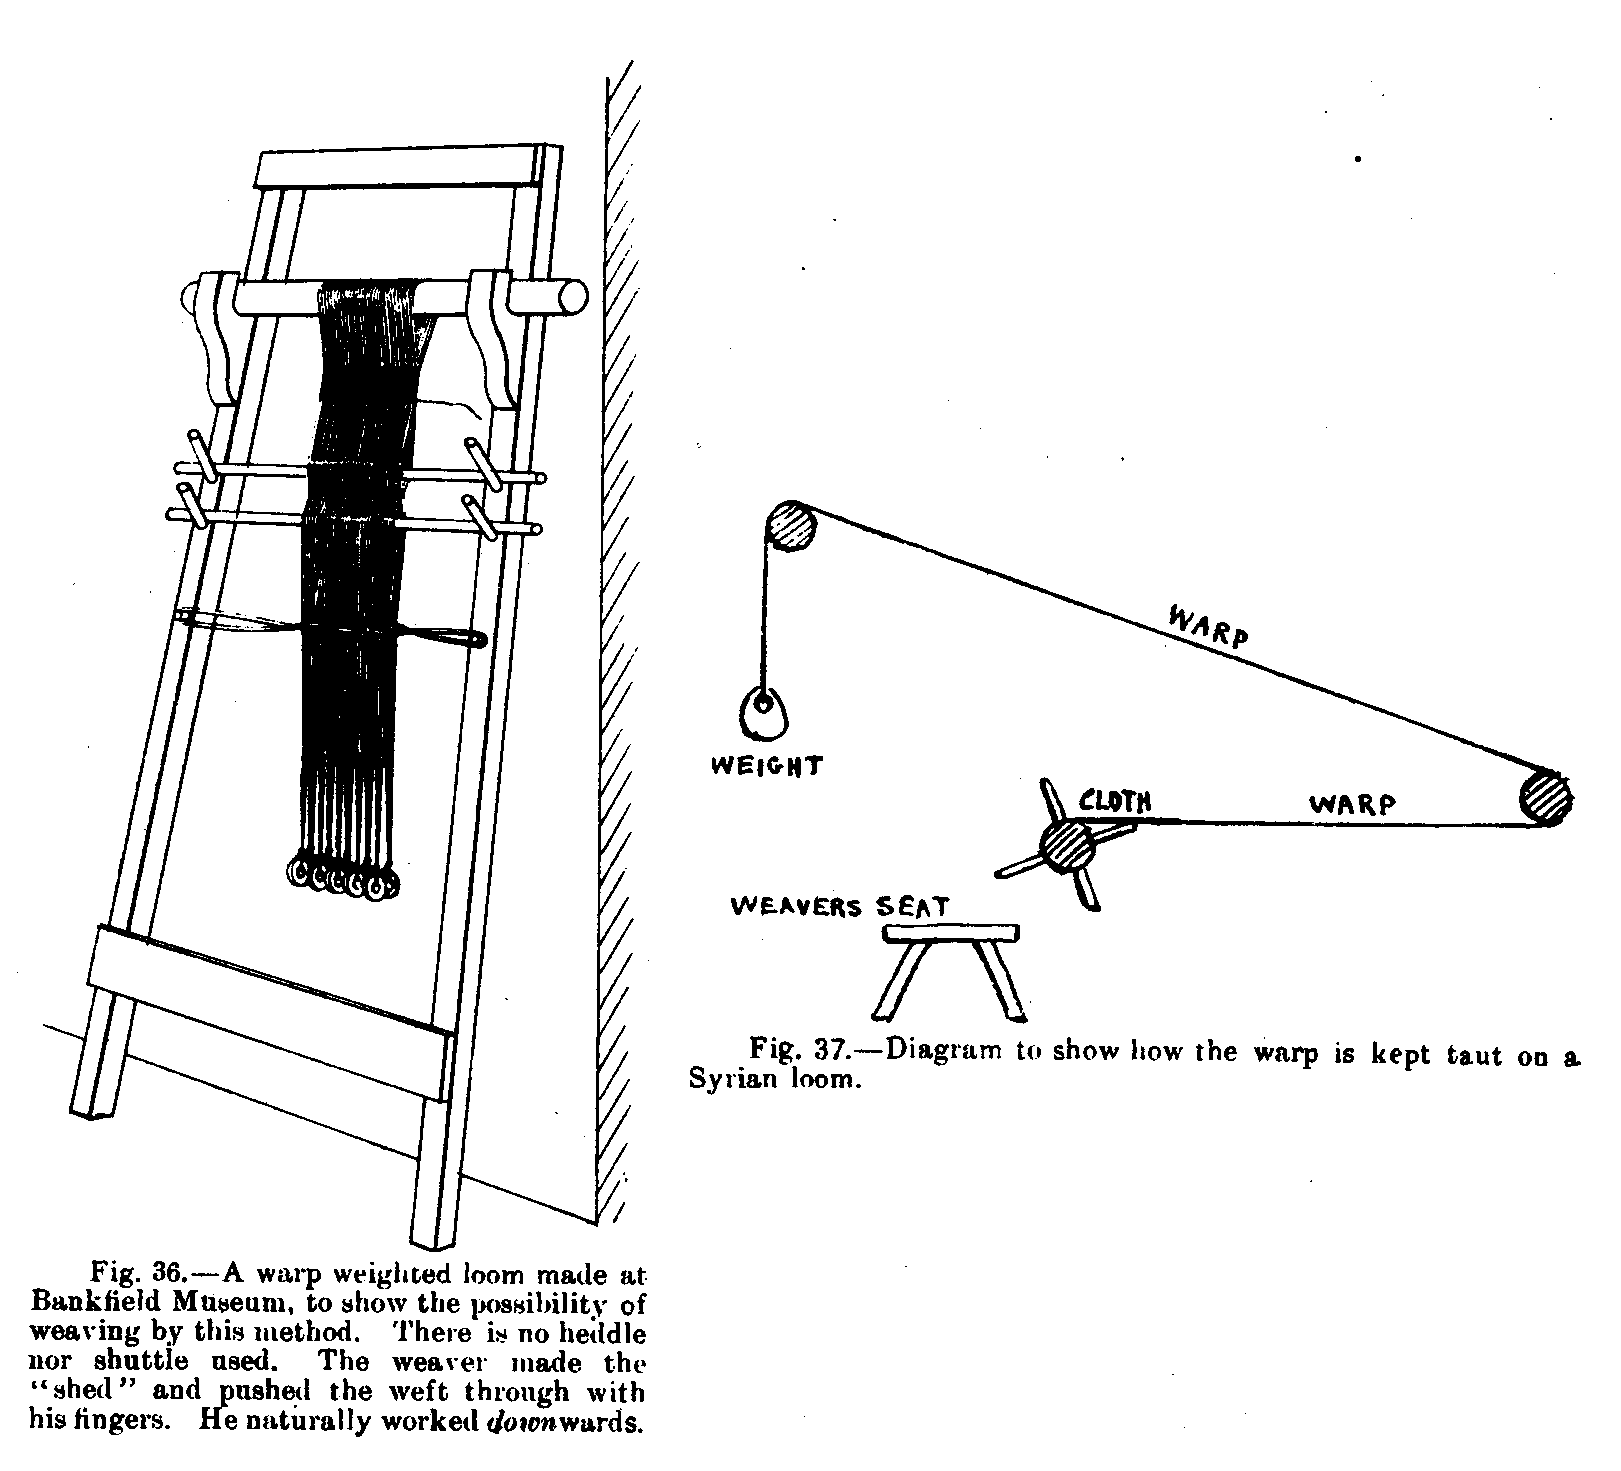 WARP
WEIGHT
CLOTH
WARP
WEAVERS SEAT
Fig. 37.—Diagram to show how the warp is kept taut on a
Syrian loom.
Fig. 36.—A warp weighted loom made at
Bankfield Museum, to show the possibility of
weaving by this method. There is no heddle
nor shuttle used. The weaver made the
“shed” and pushed the weft through with
his fingers. He naturally worked downwards.